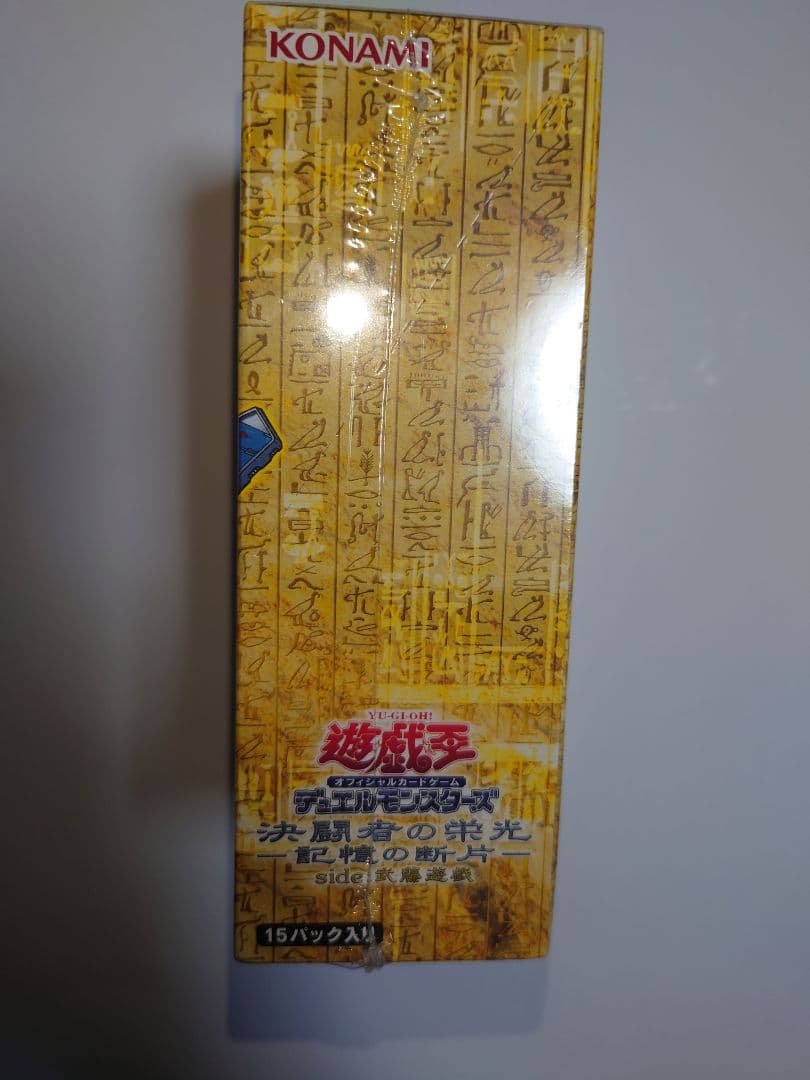 KONAMI
YU-GI-OH!
遊戯王
オフィシャルカードゲーム
デュエルモンスターズ
決闘者の栄光
―記憶の断片―
side:武藤遊戯
15パック入り